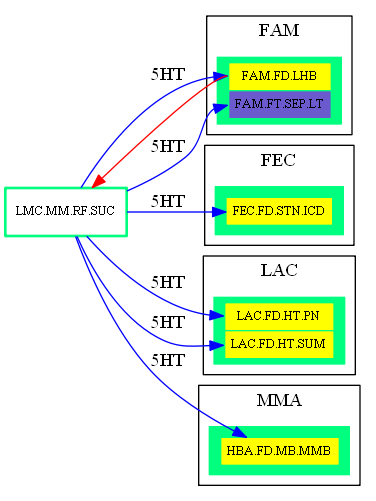 FAM
5HT
FAM.FD.LHB
FAM.FT.SEP.LT
5HT
FEC
5HT
LMC.MM.RF.SUC
FEC.FD.STN.ICD
LAC
5HT
LAC.FD.HT.PN
5HT
LAC.FD.HT.SUM
5HT
MMA
HBA.FD.MB.MMB